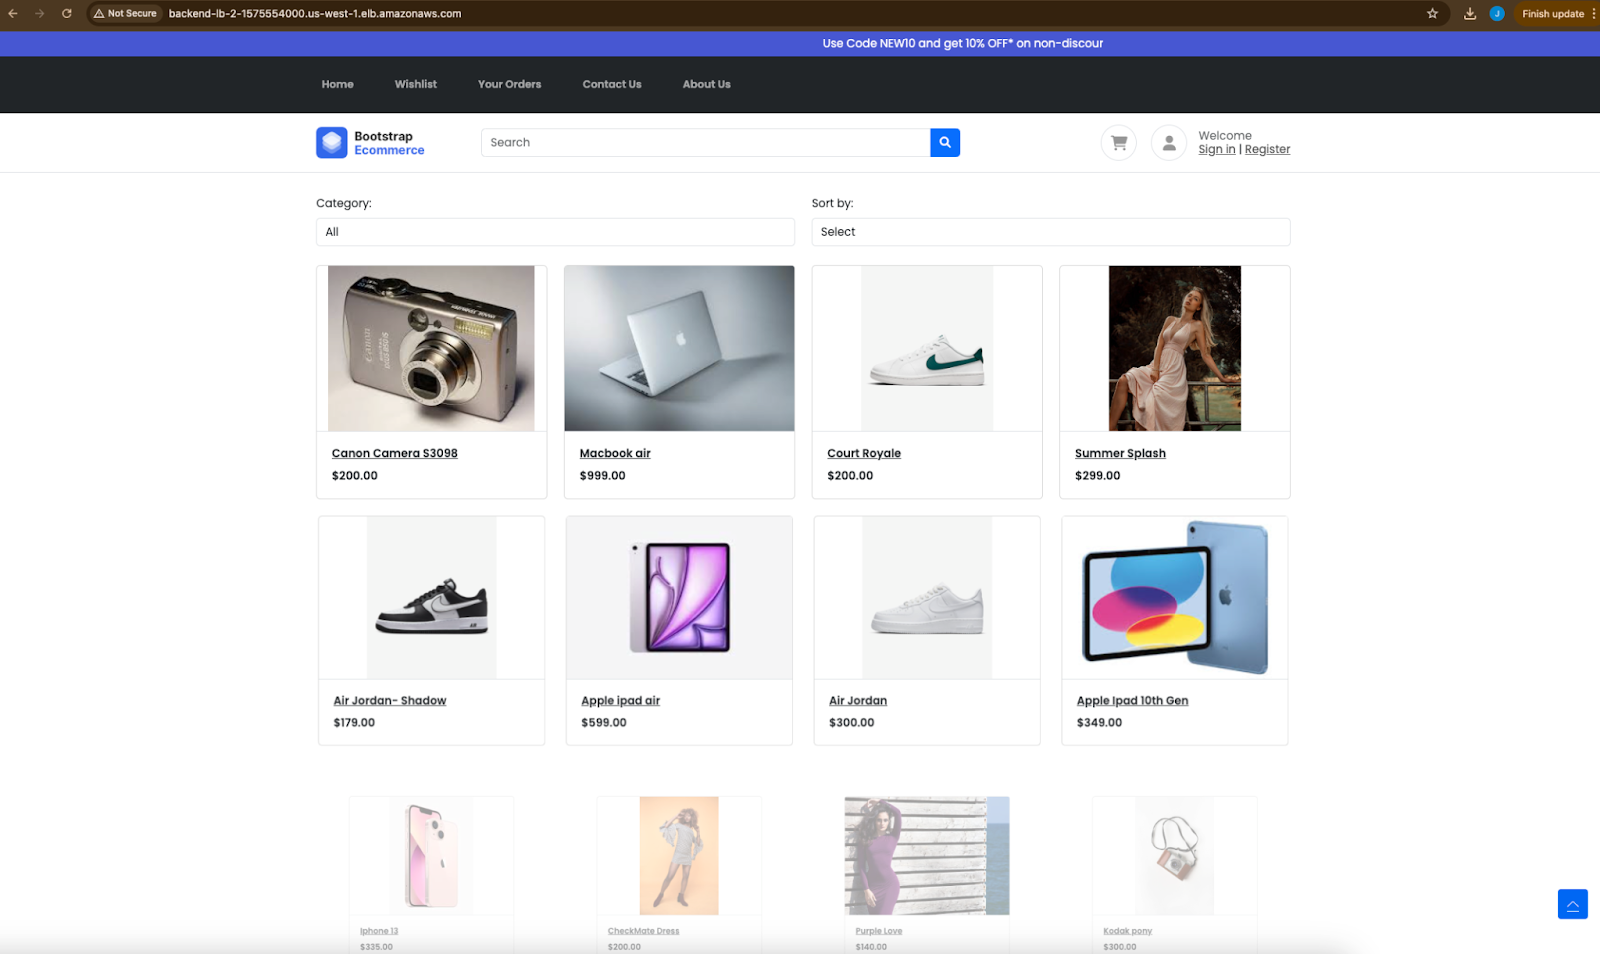 Not Secure backend-lb-2-1575554000.us-west-1.elb.amazonaws.com J Finish update
Use Code NEW10 and get 10% OFF* on non-discour
Home Wishlist Your Orders Contact Us About Us
Bootstrap
Ecommerce
Search
Welcome
Sign in | Register
Category: Sort by:
All Select
Canon Camera S3098 Macbook air Court Royale Summer Splash
$200.00 $999.00 $200.00 $299.00
Air Jordan- Shadow Apple ipad air Air Jordan Apple Ipad 10th Gen
$179.00 $599.00 $300.00 $349.00
Iphone 13 CheckMate Dress Purple Love Kodak pony
$335.00 $200.00 $140.00 $300.00